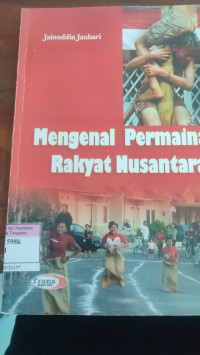 Jainuddin Jauhari
Mengenal Permaina
Rakyat Nusantara